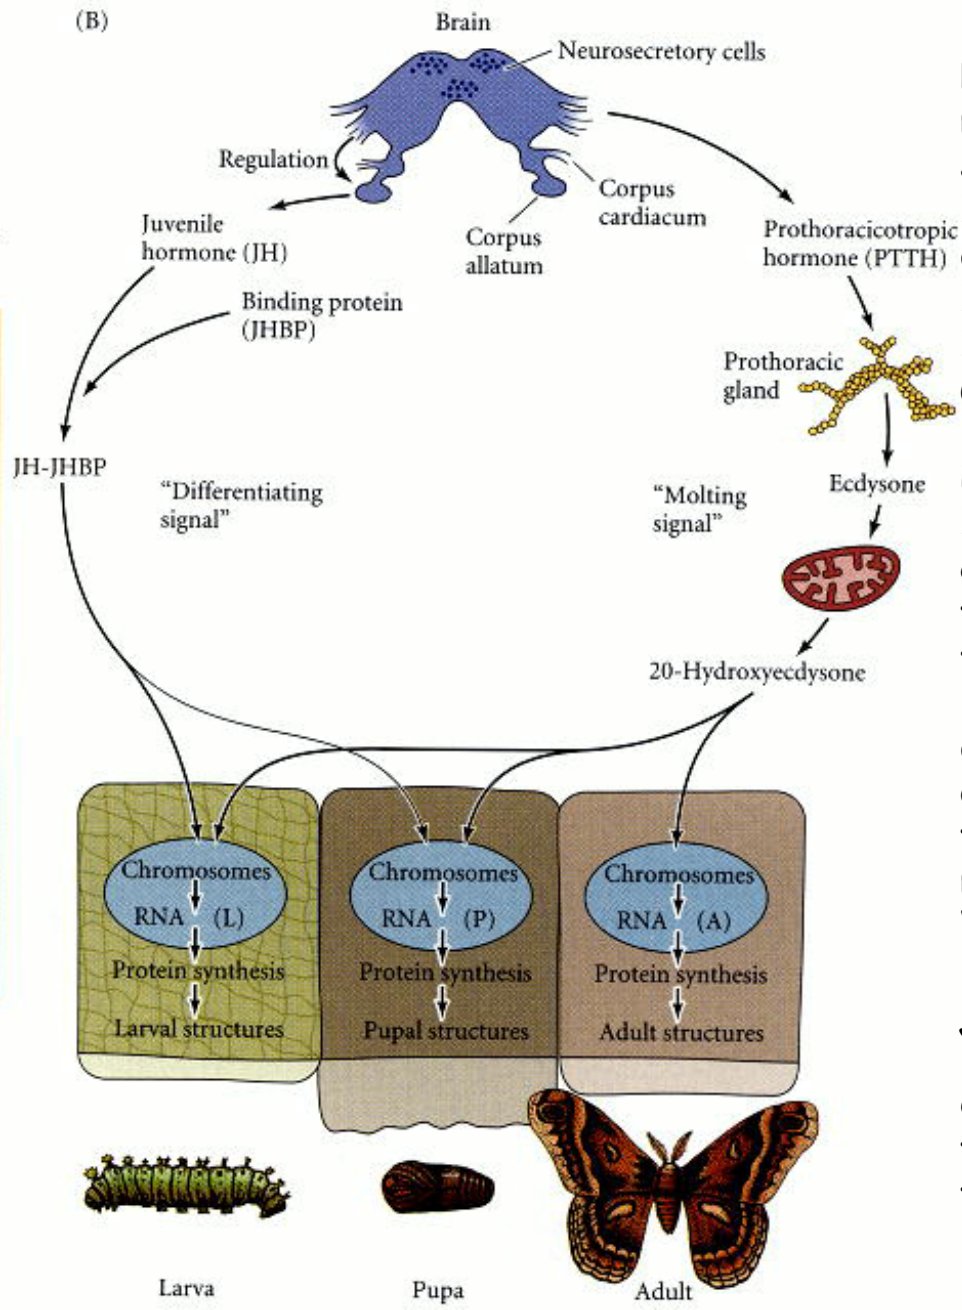 (B)
Brain
Neurosecretory cells
Regulation
Corpus
cardiacum
Corpus
allatum
Juvenile
hormone (JH)
Prothoracicotropic
hormone (PTTH)
Binding protein
(JHBP)
Prothoracic
gland
JH-JHBP
"Differentiating
signal"
"Molting
signal"
Ecdysone
20-Hydroxyecdysone
Chromosomes
RNA (L)
Protein synthesis
Larval structures
Chromosomes
RNA (P)
Protein synthesis
Pupal structures
Chromosomes
RNA (A)
Protein synthesis
Adult structures
Larva
Pupa
Adult